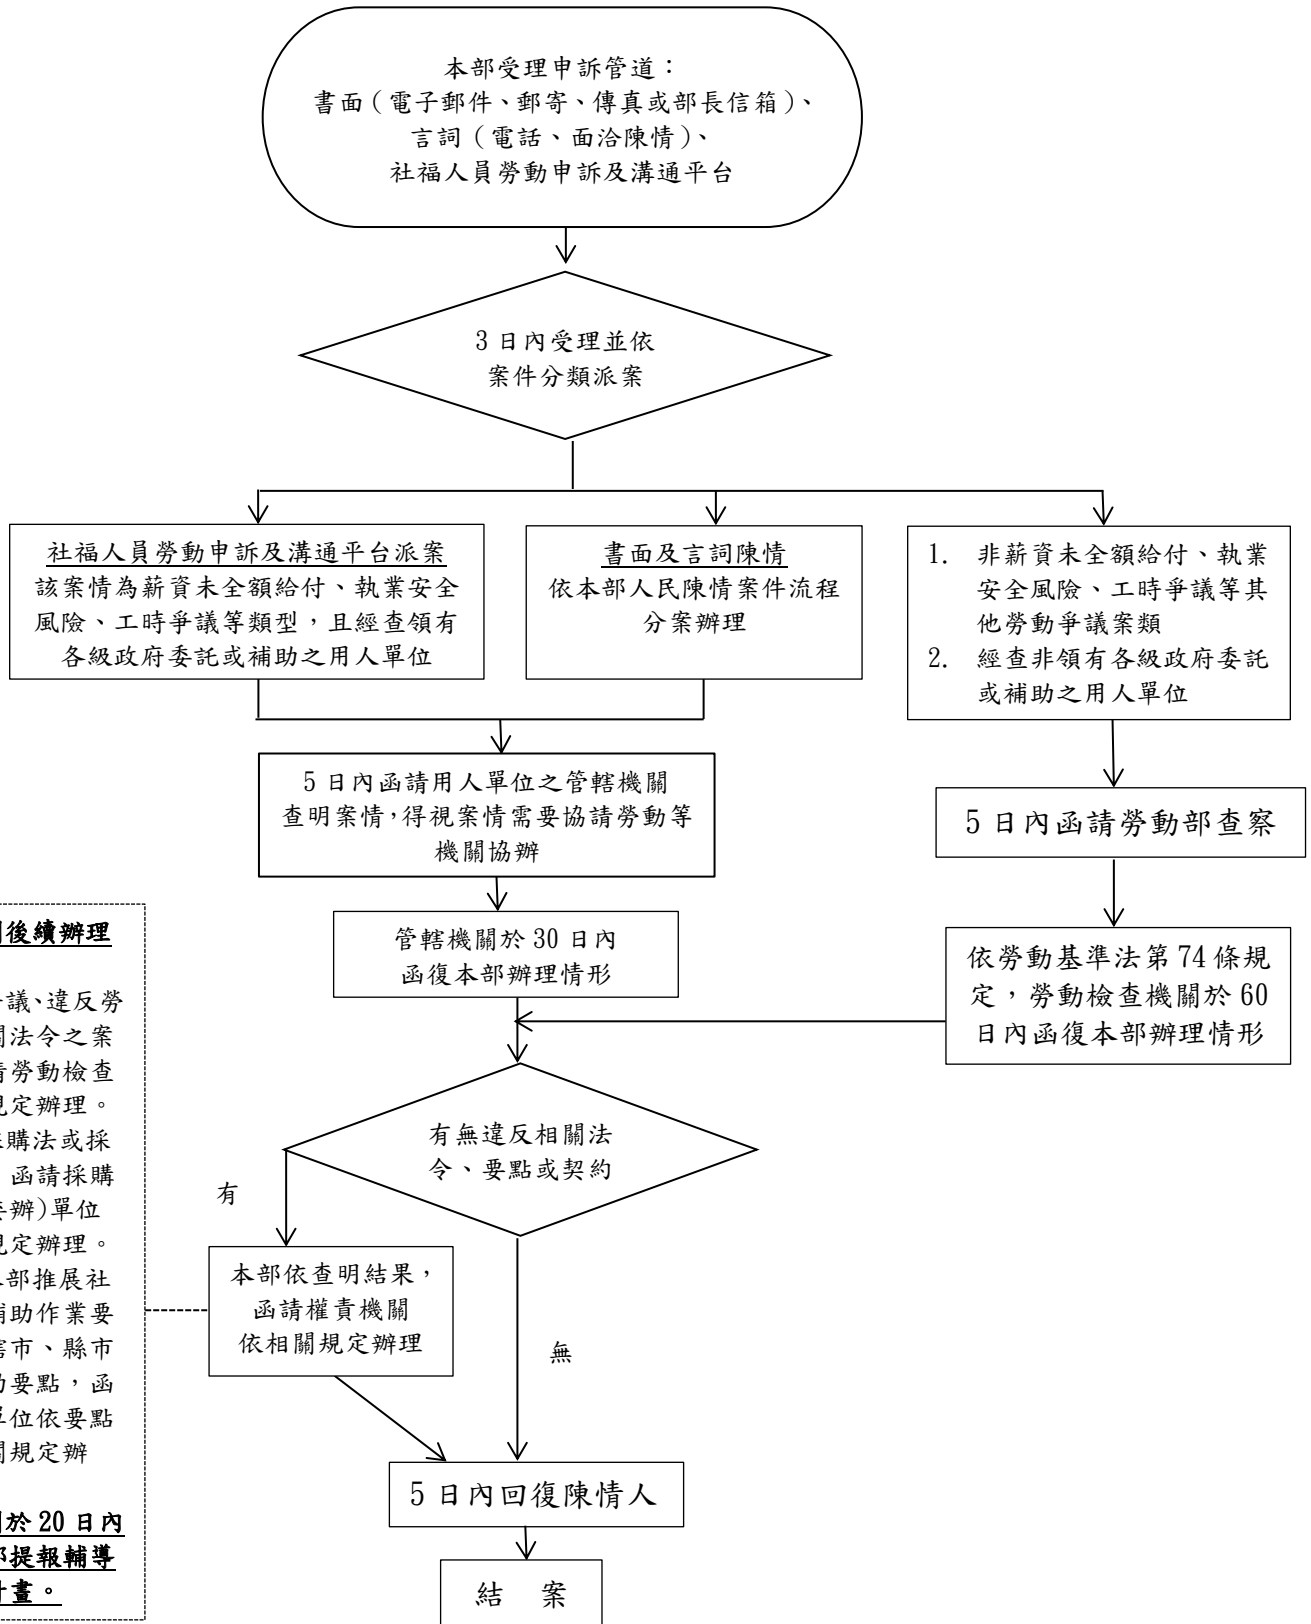 本部受理申訴管道：
書面（電子郵件、郵寄、傳真或部長信箱）、
言詞（電話、面洽陳情）、
社福人員勞動申訴及溝通平台
3 日內受理並依
案件分類派案
社福人員勞動申訴及溝通平台派案
該案情為薪資未全額給付、執業安全
風險、工時爭議等類型，且經查領有
各級政府委託或補助之用人單位
書面及言詞陳情
依本部人民陳情案件流程
分案辦理
1. 非薪資未全額給付、執業
安全風險、工時爭議等其
他勞動爭議案類
2. 經查非領有各級政府委託
或補助之用人單位
5 日內函請用人單位之管轄機關
查明案情，得視案情需要協請勞動等
機關協辦
5 日內函請勞動部查察
管轄機關於 30 日內
函復本部辦理情形
依勞動基準法第 74 條規
定，勞動檢查機關於 60
日內函復本部辦理情形
有無違反相關法
令、要點或契約
有
無
本部依查明結果，
函請權責機關
依相關規定辦理
後續辦理
議、違反勞
法令之案
勞動檢查
定辦理。
購法或採
函請採購
辦)單位
定辦理。
部推展社
補助作業要
市、縣市
要點，函
單位依要點
規定辦
於 20 日內
提報輔導
計畫。
5 日內回復陳情人
結 案